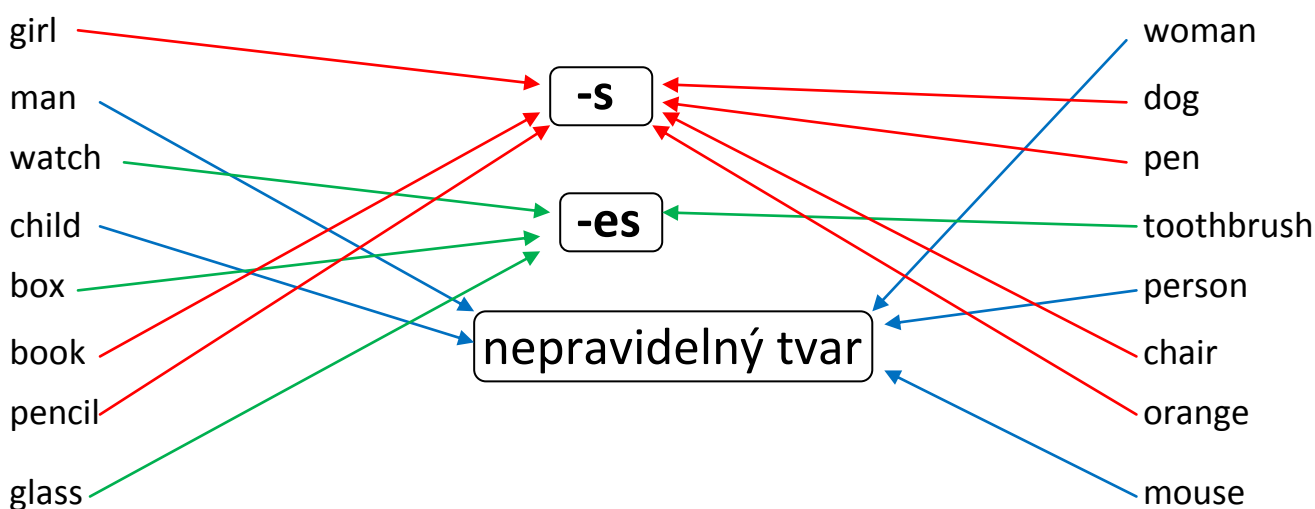 girl
man
watch
child
box
book
pencil
glass
-s
-es
nepravidelný tvar
woman
dog
pen
toothbrush
person
chair
orange
mouse